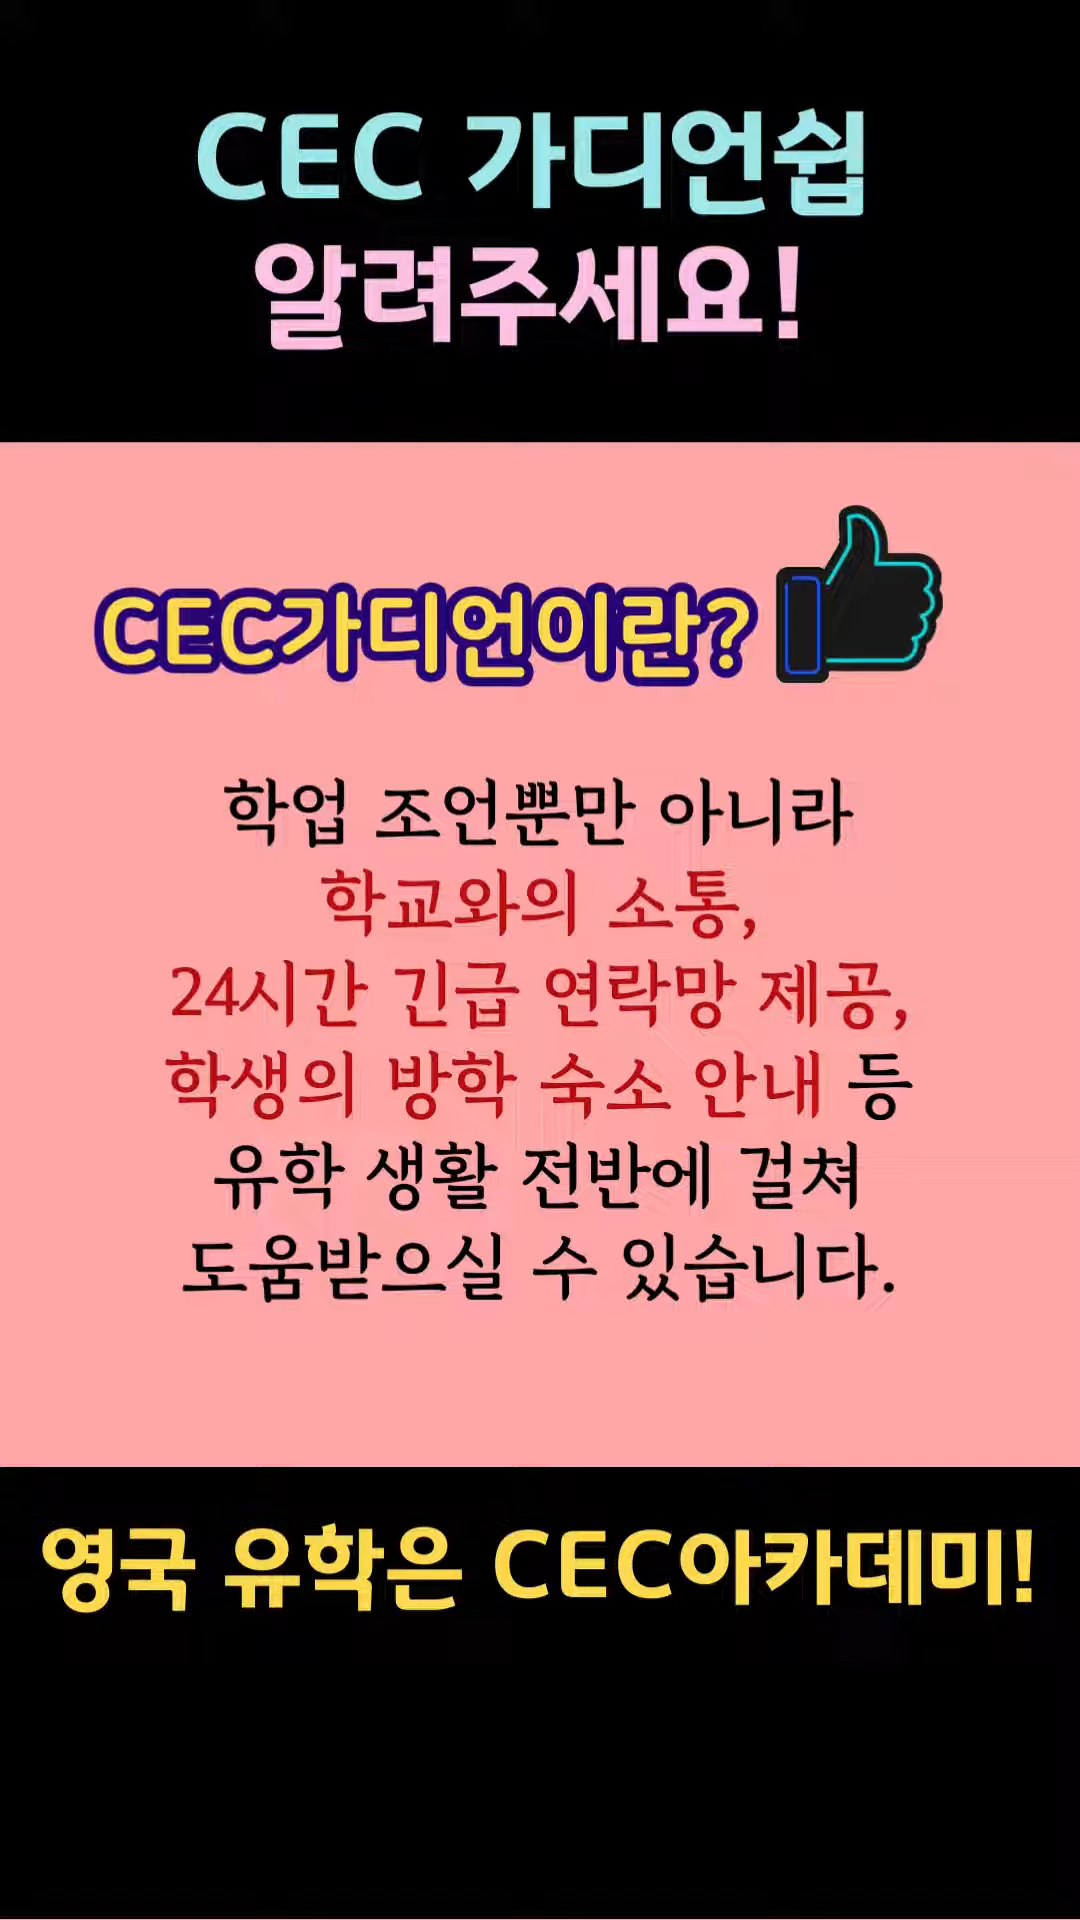 CEC 가디언쉽
알려주세요!
CEC가디언이란?
학업 조언뿐만 아니라
학교와의 소통,
24시간 긴급 연락망 제공,
학생의 방학 숙소 안내 등
유학 생활 전반에 걸쳐
도움받으실 수 있습니다.
영국 유학은 CEC아카데미!